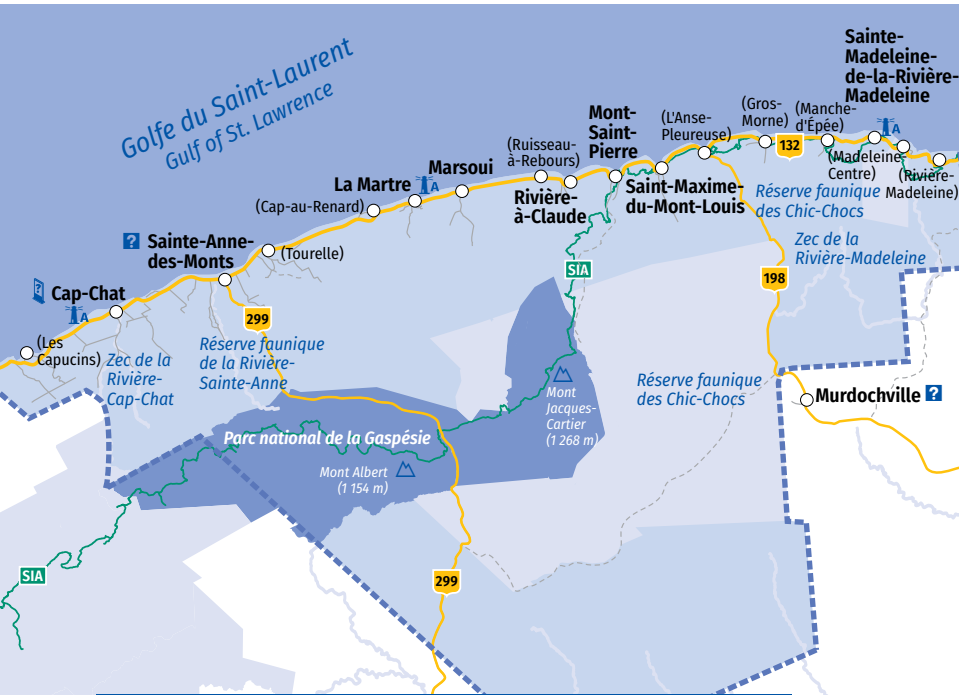 Golfe du Saint-Laurent
Gulf of St. Lawrence
Sainte-
Madeleine-
de-la-Rivière-
Madeleine
A
(Gros-
Morne)
(Manche-
d'Épée)
132
(Madeleine-
Centre)
(Rivière-
Madeleine)
(L'Anse-
Pleureuse)
Mont-
Saint-
Pierre
Saint-Maxime-
du-Mont-Louis
(Ruisseau-
à-Rebours)
Rivière-
à-Claude
Marsoui
La Martre
A
(Cap-au-Renard)
(Tourelle)
?
Sainte-Anne-
des-Monts
?
Cap-Chat
A
(Les
Capucins)
Zec de la
Rivière-
Cap-Chat
299
Réserve faunique
de la Rivière-
Sainte-Anne
SIA
Réserve faunique
des Chic-Chocs
Zec de la
Rivière-Madeleine
198
Réserve faunique
des Chic-Chocs
Murdochville
?
Mont
Jacques-
Cartier
(1 268 m)
Parc national de la Gaspésie
Mont Albert
(1 154 m)
SIA
299